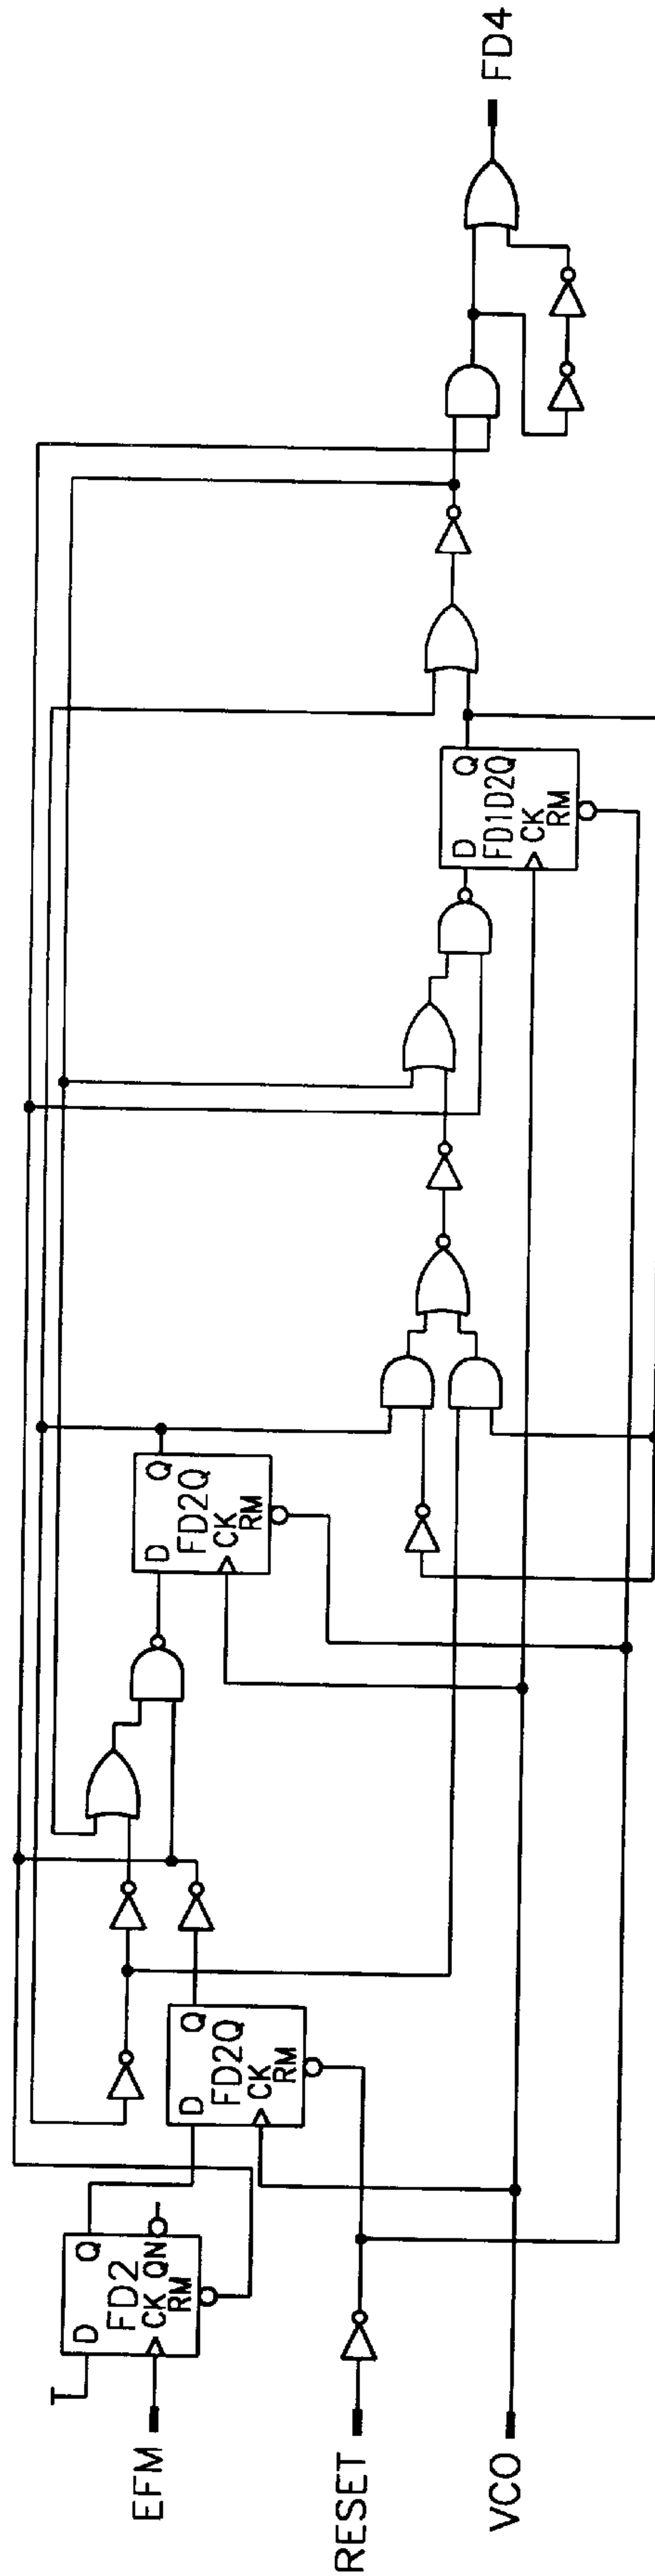 EFM
RESET
VCO
D
Q
FD2
CK
QN
RM
D
Q
FD2Q
CK
RM
D
Q
FD2Q
CK
RM
D
Q
FD1D2Q
CK
RM
FD4